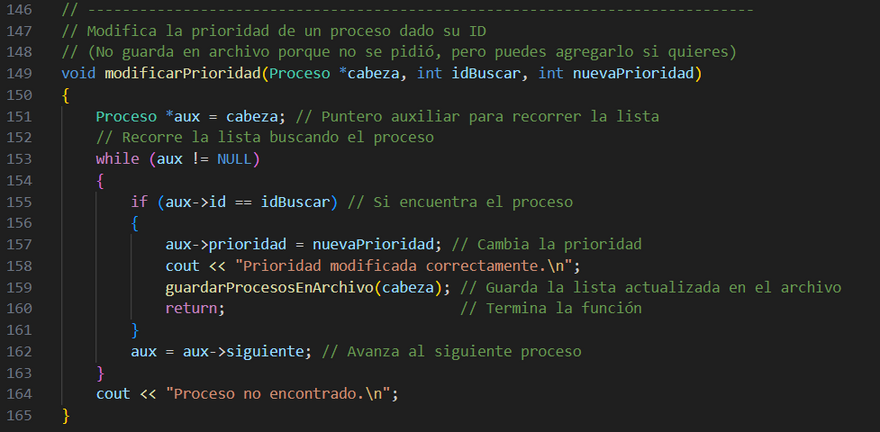 146 // ------------------------------------------------------------------------------
147 // Modifica la prioridad de un proceso dado su ID
148 // (No guarda en archivo porque no se pidió, pero puedes agregarlo si quieres)
149 void modificarPrioridad(Proceso *cabeza, int idBuscar, int nuevaPrioridad)
150 {
151     Proceso *aux = cabeza; // Puntero auxiliar para recorrer la lista
152     // Recorre la lista buscando el proceso
153     while (aux != NULL)
154     {
155         if (aux->id == idBuscar) // Si encuentra el proceso
156         {
157             aux->prioridad = nuevaPrioridad; // Cambia la prioridad
158             cout << "Prioridad modificada correctamente.\n";
159             guardarProcesosEnArchivo(cabeza); // Guarda la lista actualizada en el archivo
160             return;                           // Termina la función
161         }
162         aux = aux->siguiente; // Avanza al siguiente proceso
163     }
164     cout << "Proceso no encontrado.\n";
165 }